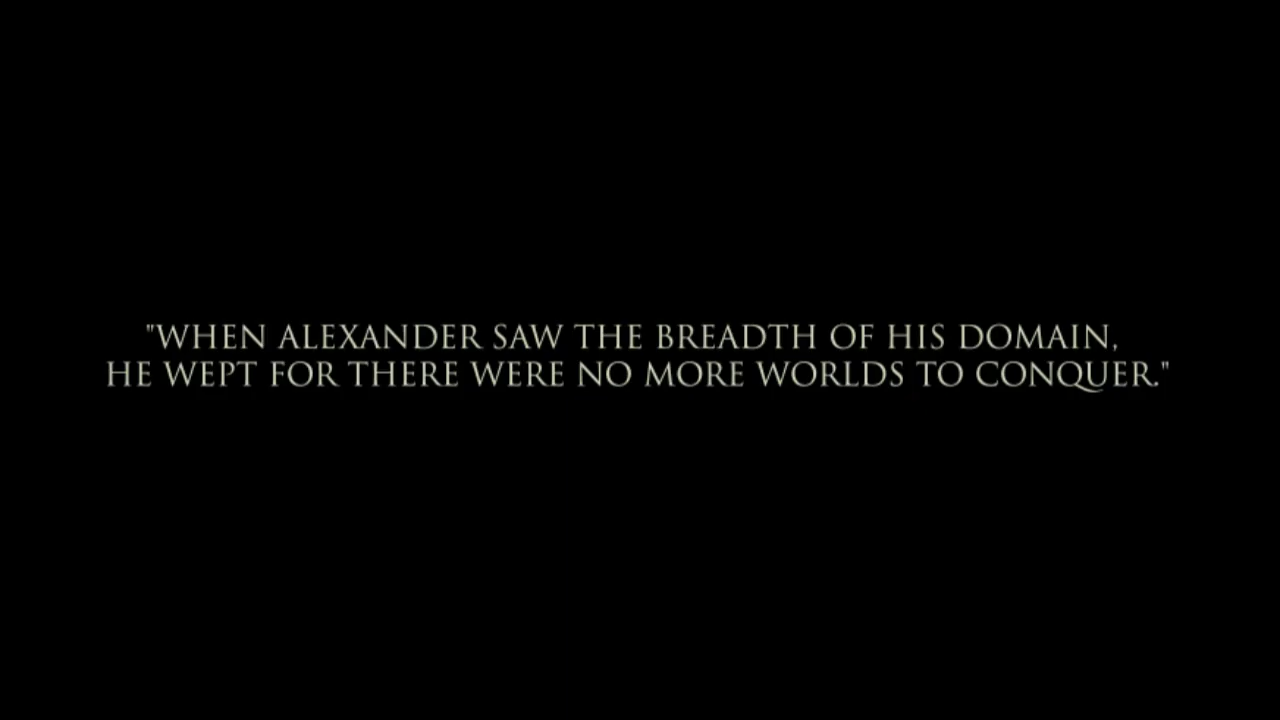 "WHEN ALEXANDER SAW THE BREADTH OF HIS DOMAIN,
HE WEPT FOR THERE WERE NO MORE WORLDS TO CONQUER."